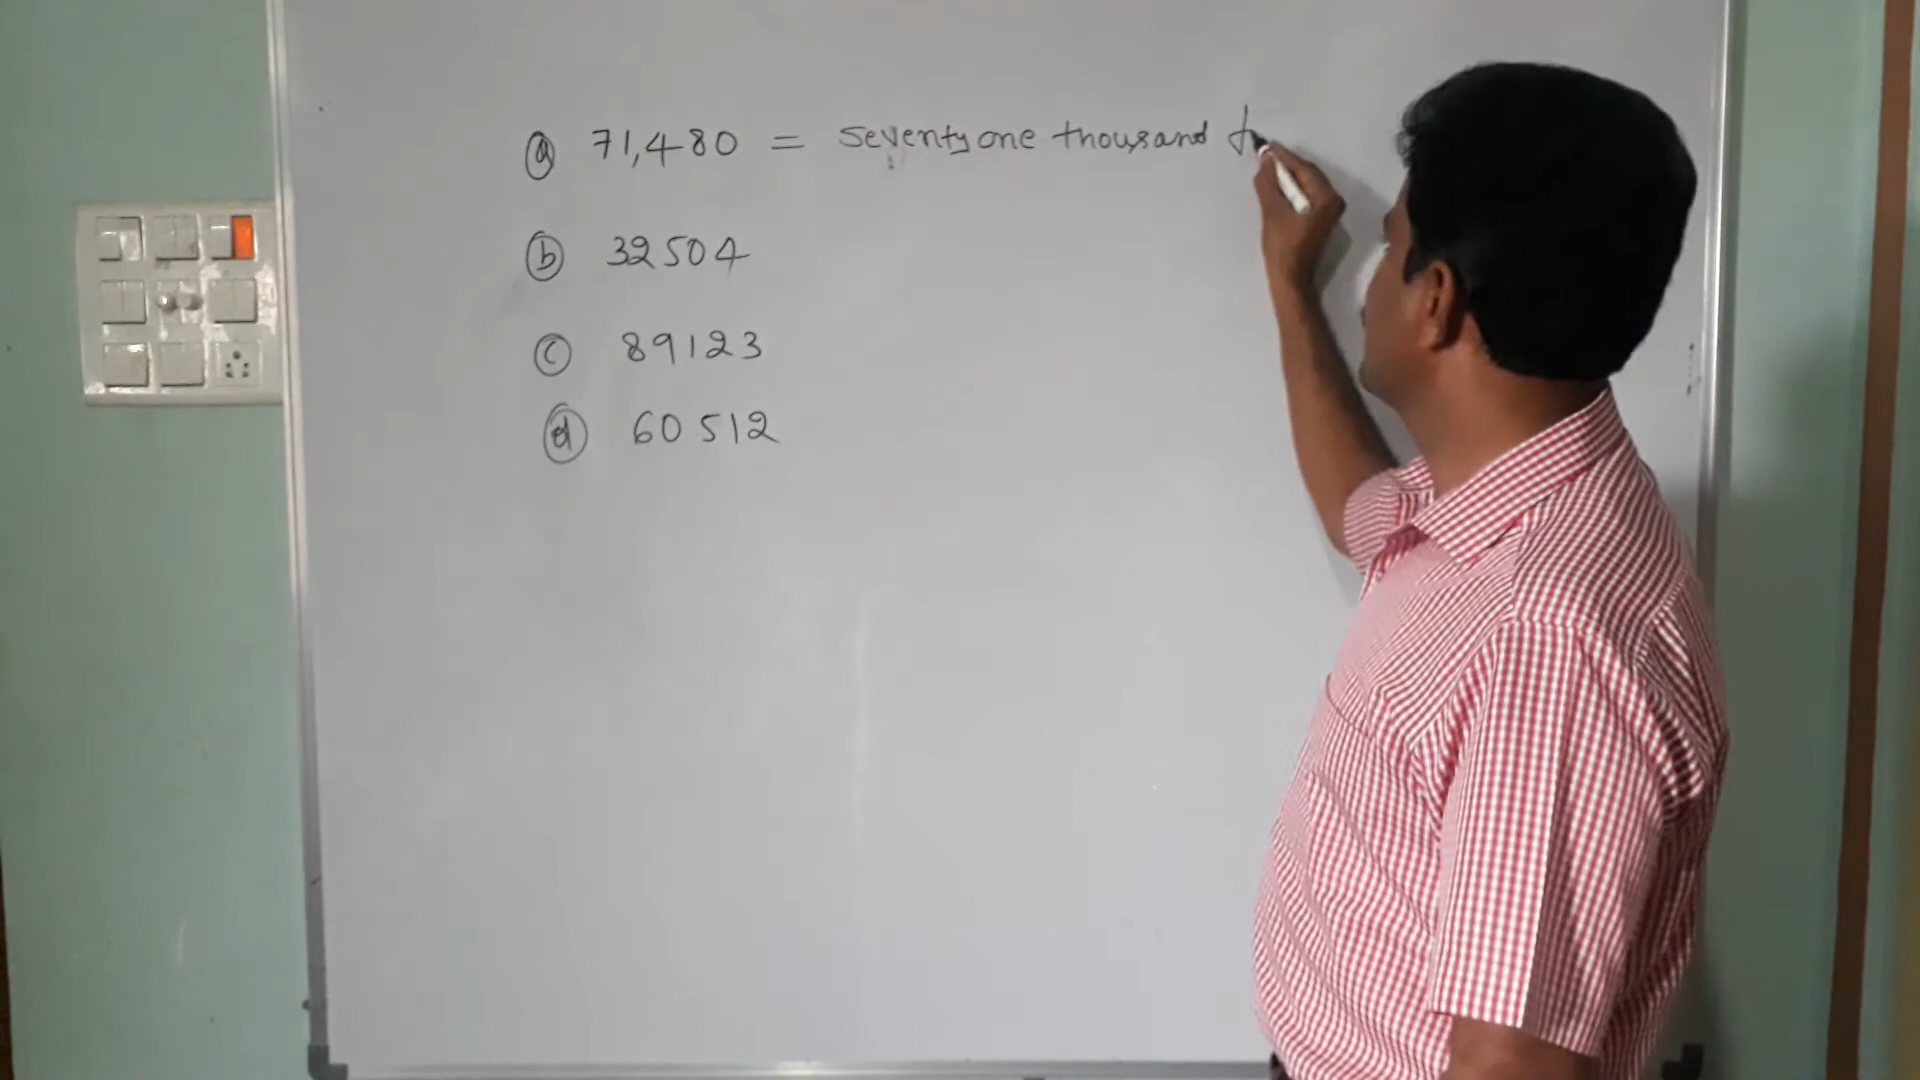 (a) 71,480 = seventy one thousand f
(b) 32504
(c) 89123
(d) 60512